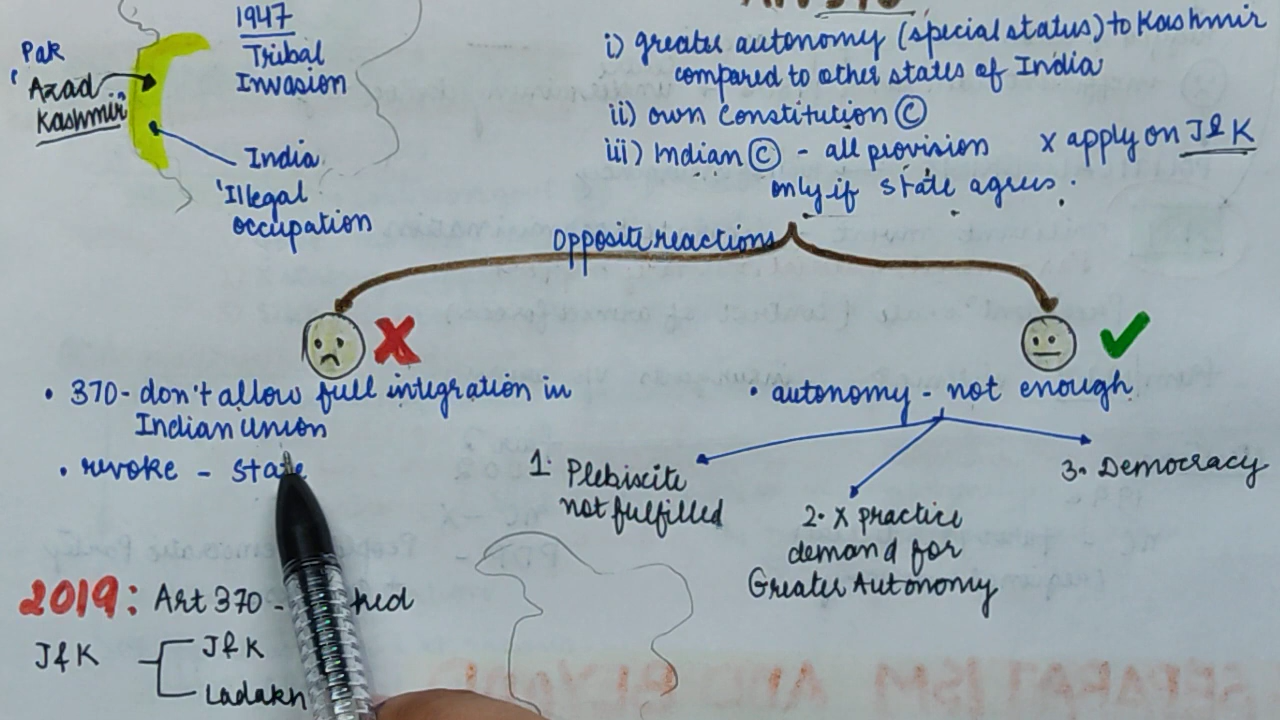 1947
Tribal
Invasion
Pak
'Azad
Kashmir'
India
'Illegal
occupation
i) greater autonomy (special status) to Kashmir
compared to other states of India
ii) own constitution ©
iii) Indian © - all provision x apply on J&K
only if state agrees.
Opposite reactions
• 370 - don't allow full integration in
Indian Union
• revoke - state
• autonomy - not enough
1. Plebiscite
not fulfilled
2. x practice
demand for
Greater Autonomy
3. Democracy
2019: Art 370 -
J&K
J&K
Ladakh